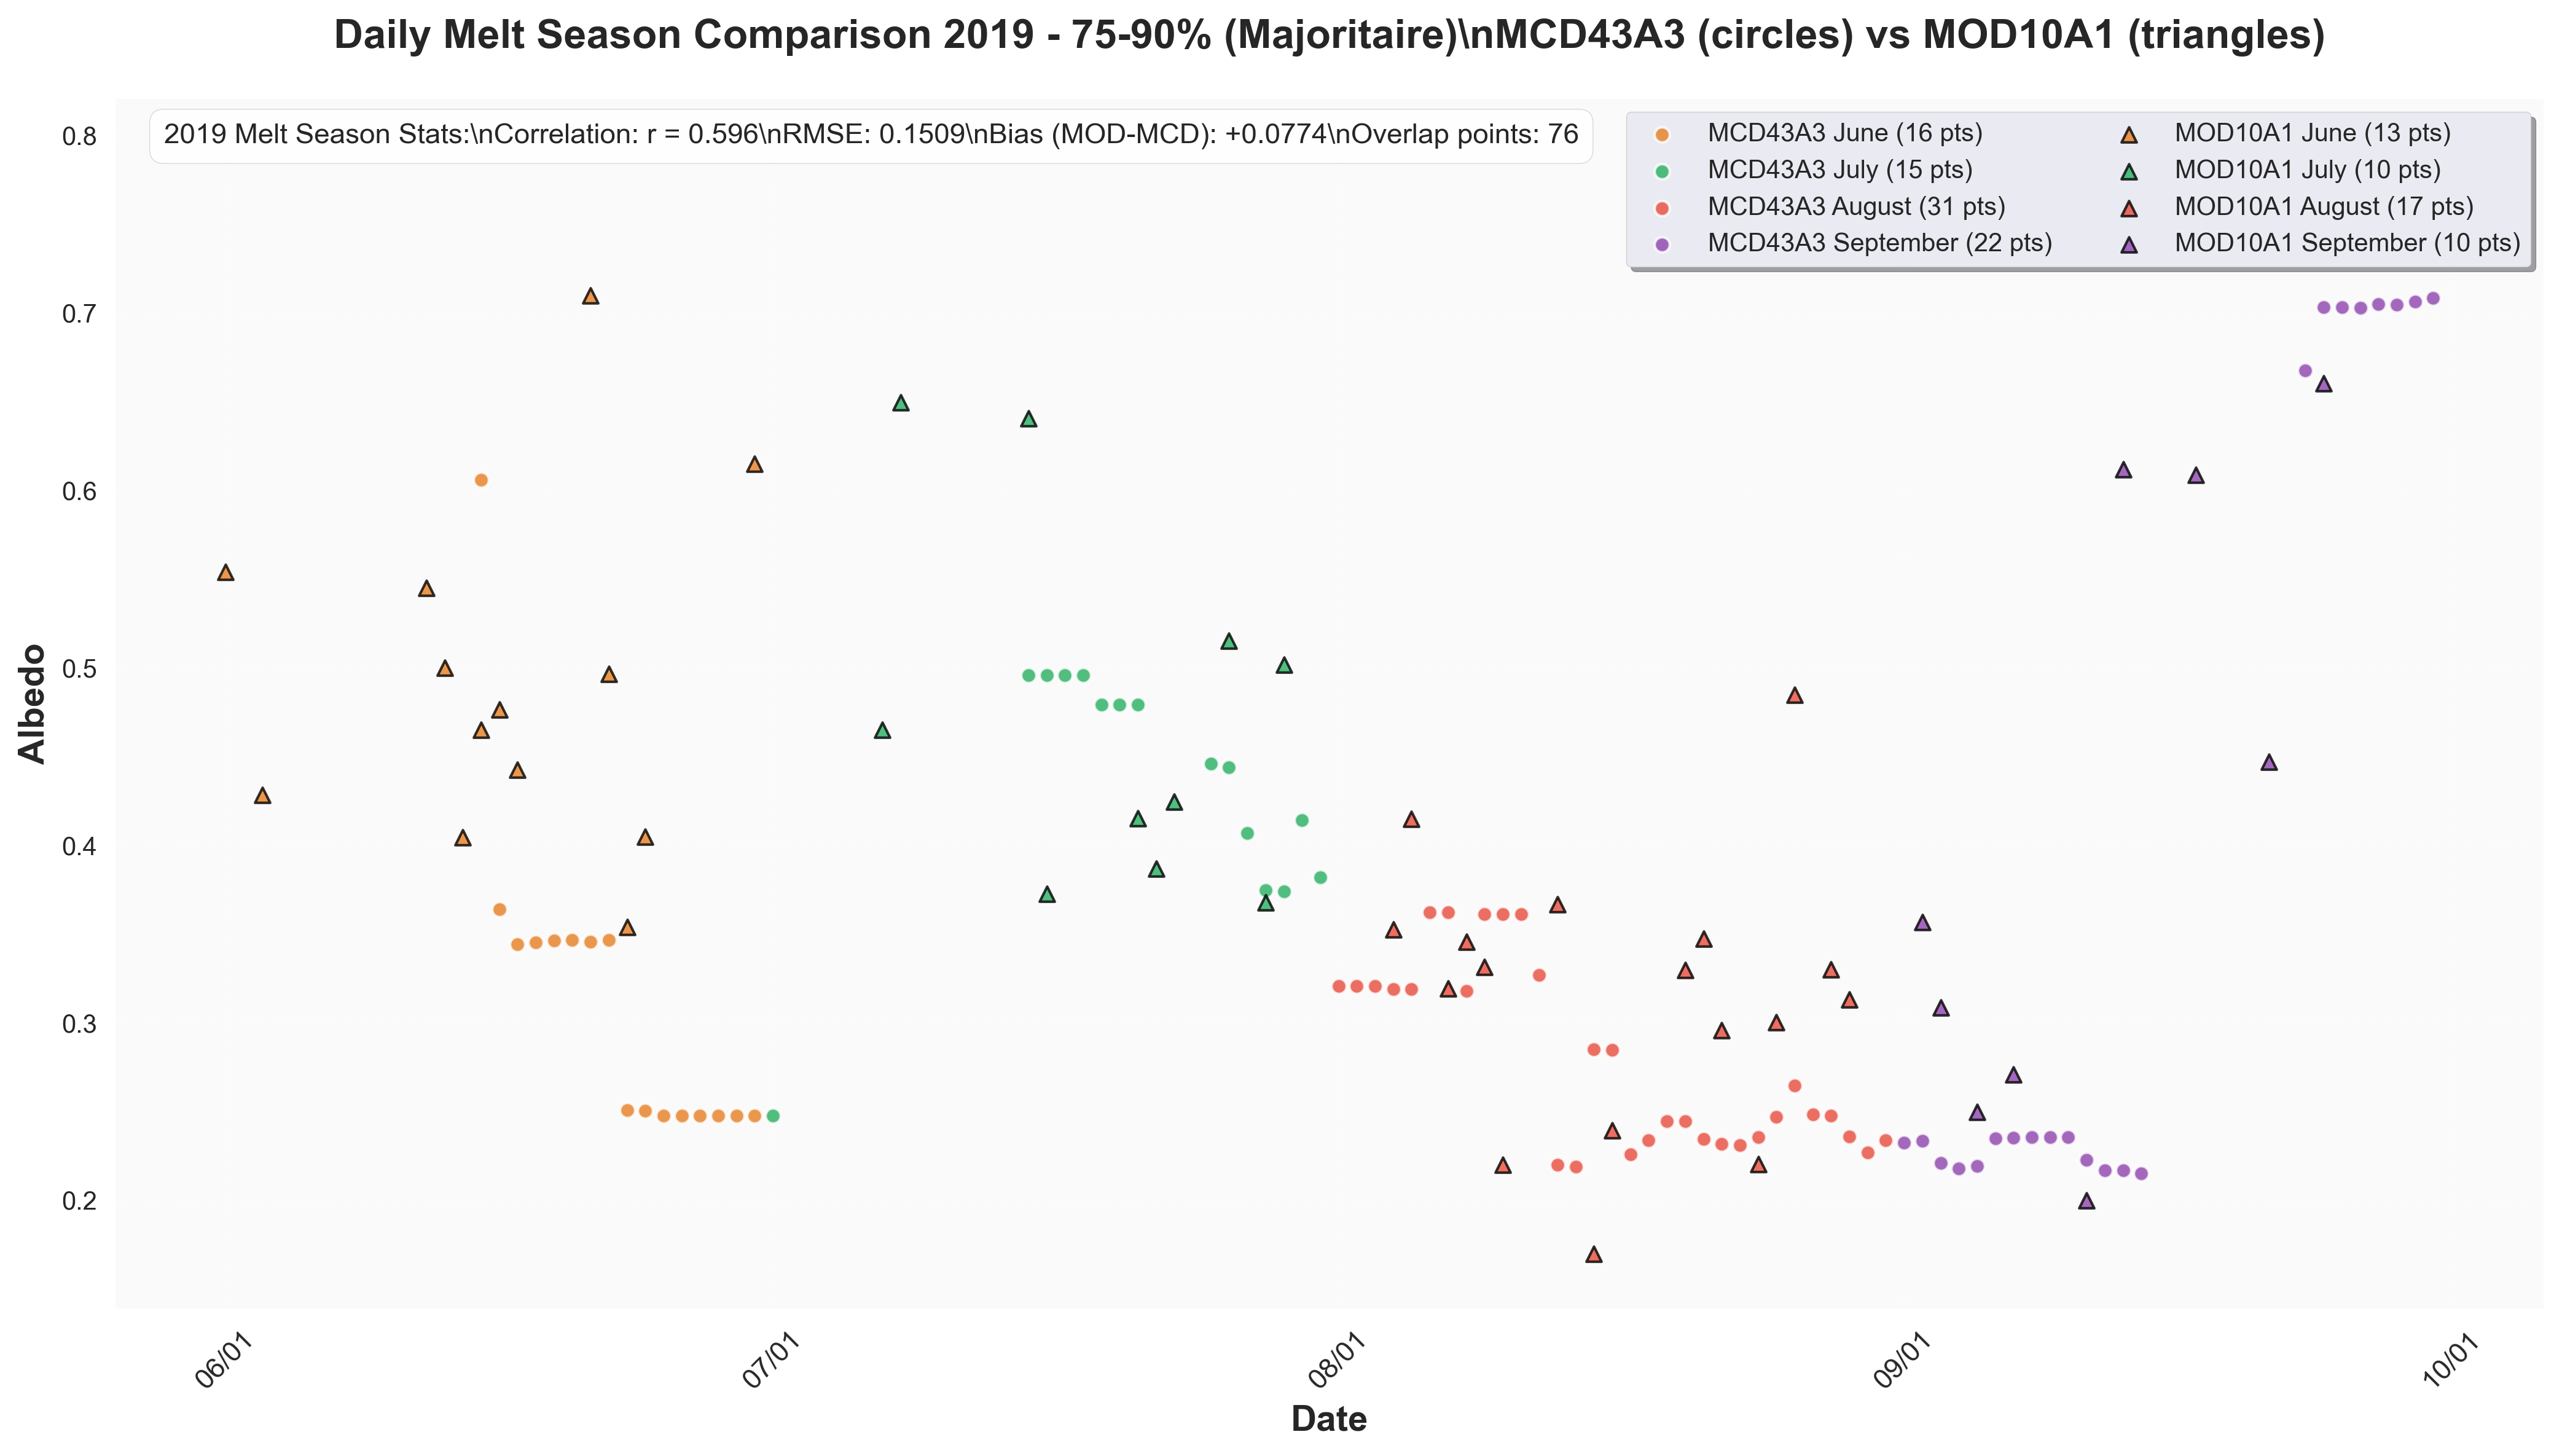 Daily Melt Season Comparison 2019 - 75-90% (Majoritaire)\nMCD43A3 (circles) vs MOD10A1 (triangles)
2019 Melt Season Stats:\nCorrelation: r = 0.596\nRMSE: 0.1509\nBias (MOD-MCD): +0.0774\nOverlap points: 76
MCD43A3 June (16 pts)
MCD43A3 July (15 pts)
MCD43A3 August (31 pts)
MCD43A3 September (22 pts)
MOD10A1 June (13 pts)
MOD10A1 July (10 pts)
MOD10A1 August (17 pts)
MOD10A1 September (10 pts)
Albedo
0.8
0.7
0.6
0.5
0.4
0.3
0.2
06/01
07/01
08/01
09/01
10/01
Date